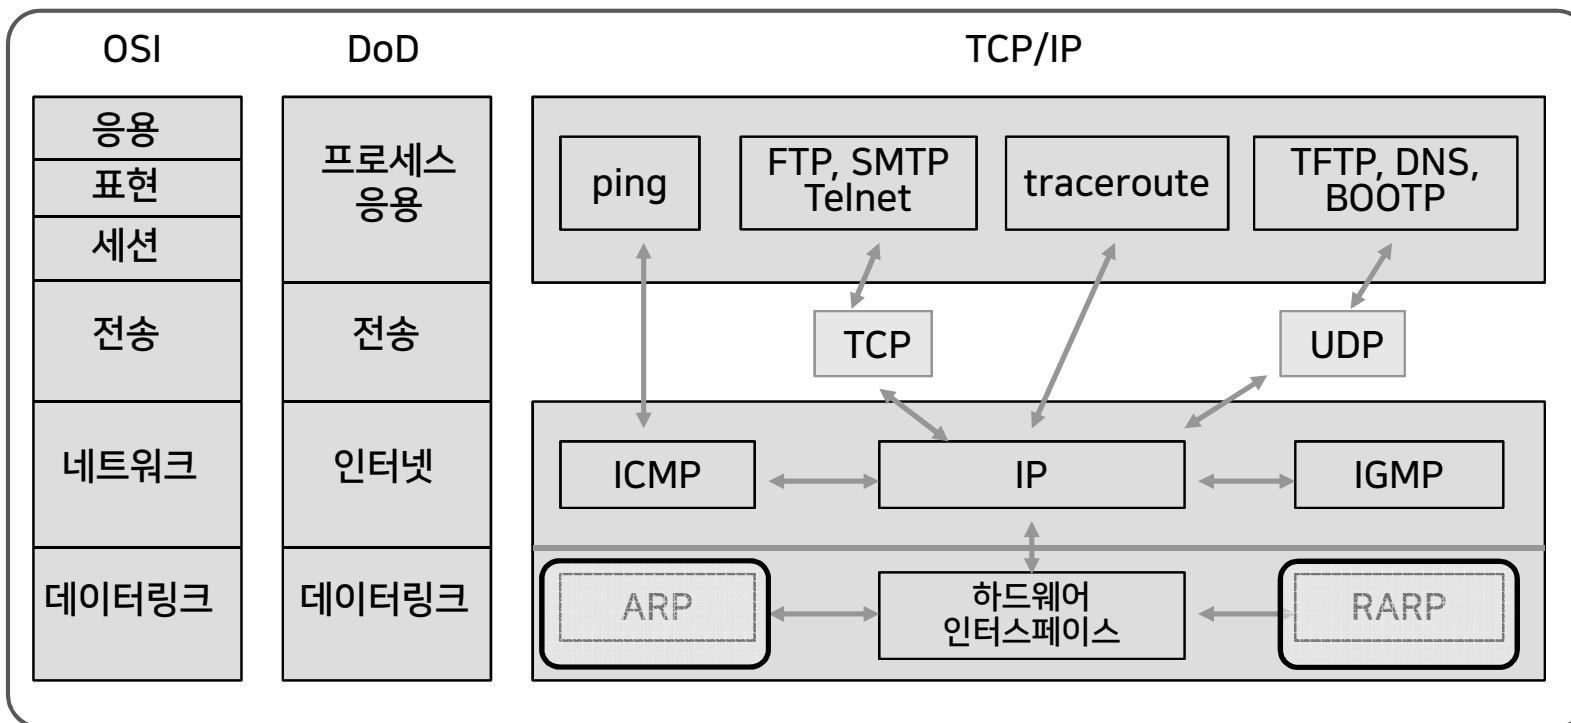 OSI
DoD
TCP/IP
응용
표현
세션
전송
네트워크
데이터링크
프로세스
응용
전송
인터넷
데이터링크
ping
FTP, SMTP
Telnet
traceroute
TFTP, DNS,
BOOTP
TCP
UDP
ICMP
IP
IGMP
ARP
하드웨어
인터스페이스
RARP